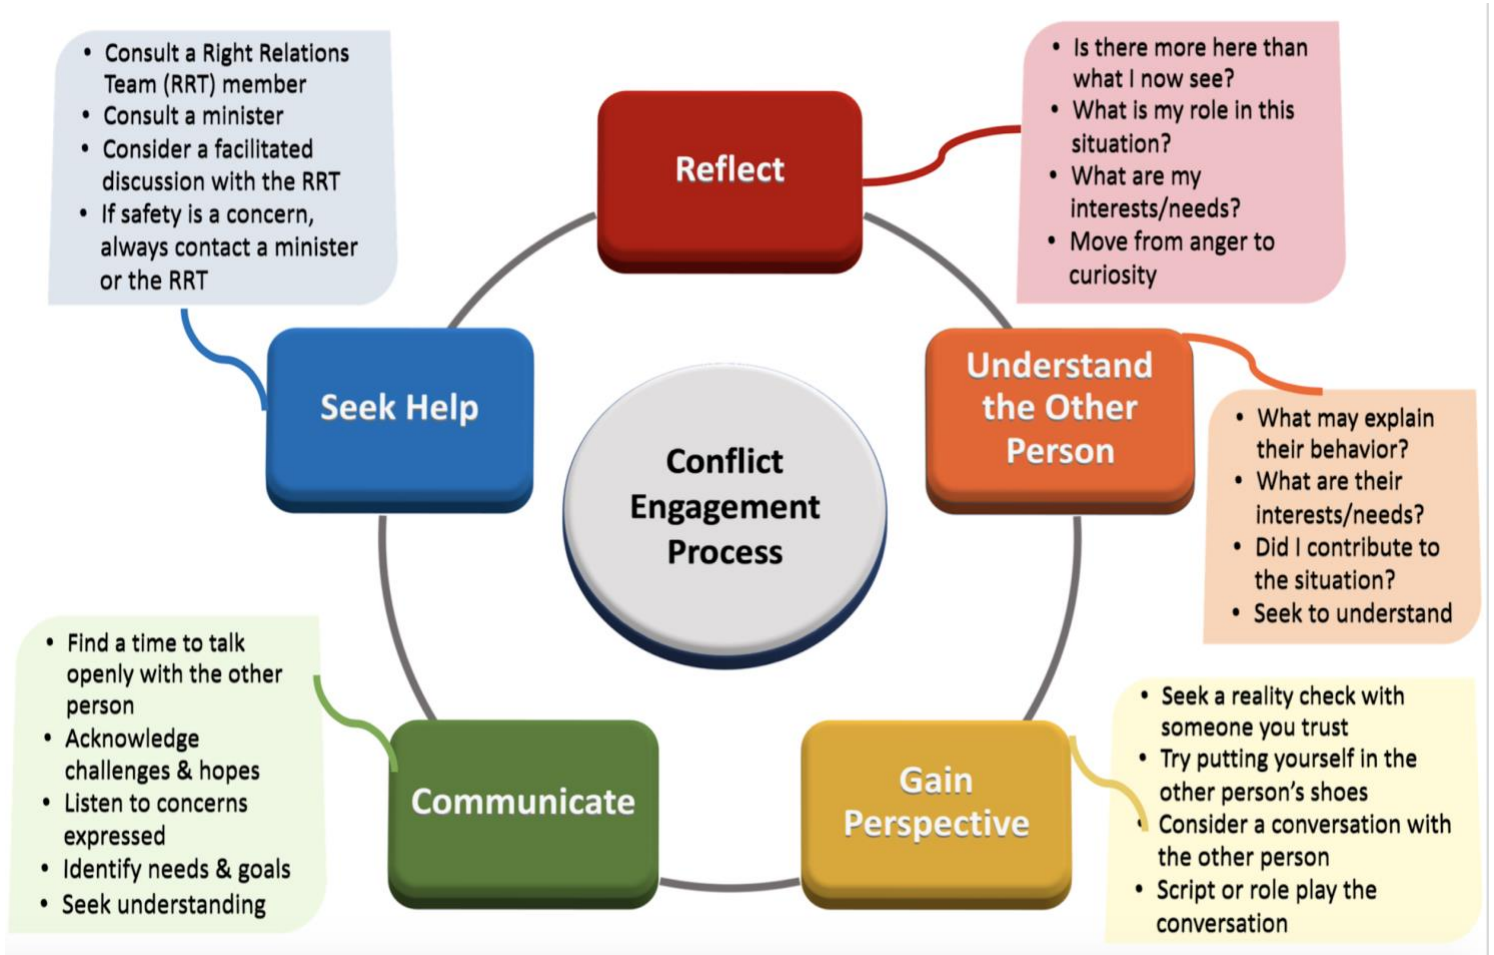 Conflict
Engagement
Process
Reflect
• Is there more here than
what I now see?
• What is my role in this
situation?
• What are my
interests/needs?
• Move from anger to
curiosity
Understand
the Other
Person
• What may explain
their behavior?
• What are their
interests/needs?
• Did I contribute to
the situation?
• Seek to understand
Gain
Perspective
• Seek a reality check with
someone you trust
• Try putting yourself in the
other person's shoes
• Consider a conversation with
the other person
• Script or role play the
conversation
Communicate
• Find a time to talk
openly with the other
person
• Acknowledge
challenges & hopes
• Listen to concerns
expressed
• Identify needs & goals
• Seek understanding
Seek Help
• Consult a Right Relations
Team (RRT) member
• Consult a minister
• Consider a facilitated
discussion with the RRT
• If safety is a concern,
always contact a minister
or the RRT